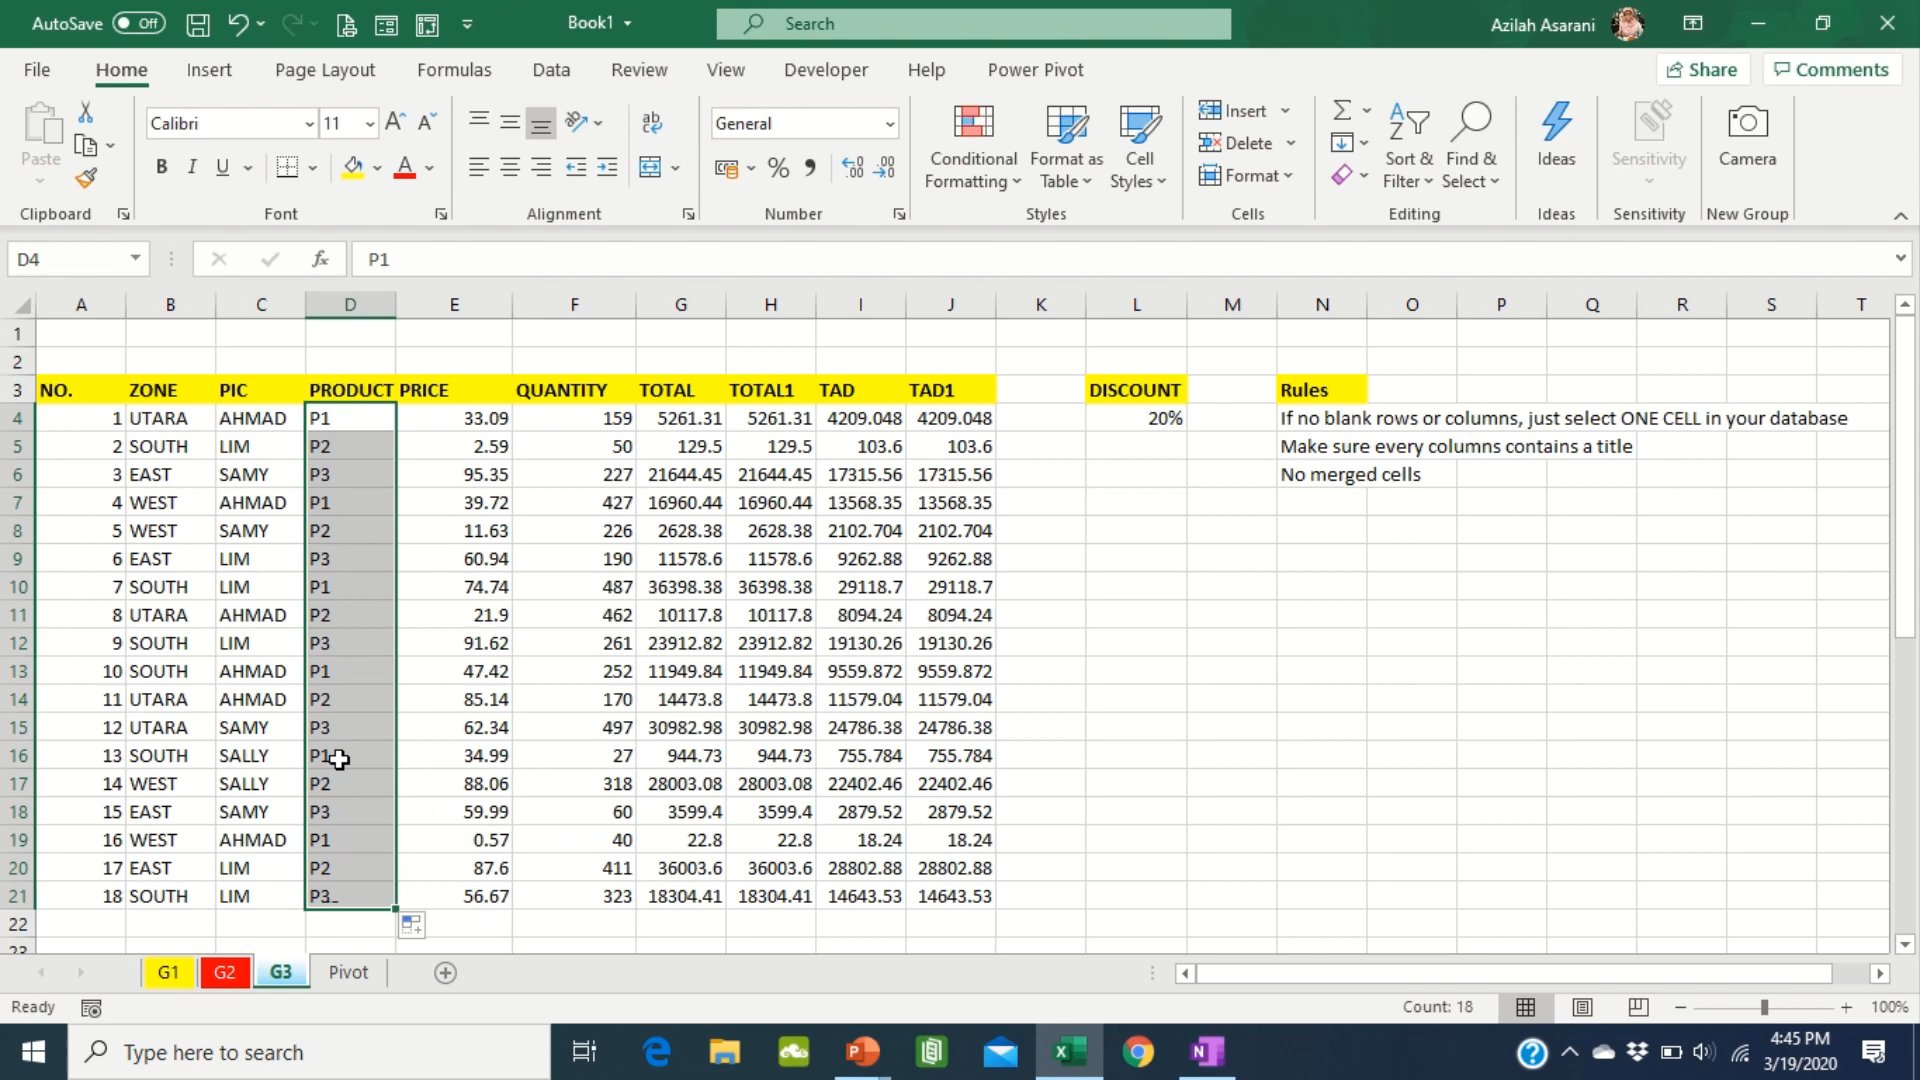 AutoSave Off Book1 Search Azilah Asarani
File Home Insert Page Layout Formulas Data Review View Developer Help Power Pivot Share Comments
Calibri 11 General Insert
Paste Conditional Formatting Format as Table Cell Styles Delete Format Sort & Filter Find & Select Ideas Sensitivity Camera
Clipboard Font Alignment Number Styles Cells Editing Ideas Sensitivity New Group
D4 fx P1
A B C D E F G H I J K L M N O P Q R S T
1
2
3 NO. ZONE PIC PRODUCT PRICE QUANTITY TOTAL TOTAL1 TAD TAD1 DISCOUNT Rules
4 1 UTARA AHMAD P1 33.09 159 5261.31 5261.31 4209.048 4209.048 20% If no blank rows or columns, just select ONE CELL in your database
5 2 SOUTH LIM P2 2.59 50 129.5 129.5 103.6 103.6 Make sure every columns contains a title
6 3 EAST SAMY P3 95.35 227 21644.45 21644.45 17315.56 17315.56 No merged cells
7 4 WEST AHMAD P1 39.72 427 16960.44 16960.44 13568.35 13568.35
8 5 WEST SAMY P2 11.63 226 2628.38 2628.38 2102.704 2102.704
9 6 EAST LIM P3 60.94 190 11578.6 11578.6 9262.88 9262.88
10 7 SOUTH LIM P1 74.74 487 36398.38 36398.38 29118.7 29118.7
11 8 UTARA AHMAD P2 21.9 462 10117.8 10117.8 8094.24 8094.24
12 9 SOUTH LIM P3 91.62 261 23912.82 23912.82 19130.26 19130.26
13 10 SOUTH AHMAD P1 47.42 252 11949.84 11949.84 9559.872 9559.872
14 11 UTARA AHMAD P2 85.14 170 14473.8 14473.8 11579.04 11579.04
15 12 UTARA SAMY P3 62.34 497 30982.98 30982.98 24786.38 24786.38
16 13 SOUTH SALLY P1 34.99 27 944.73 944.73 755.784 755.784
17 14 WEST SALLY P2 88.06 318 28003.08 28003.08 22402.46 22402.46
18 15 EAST SAMY P3 59.99 60 3599.4 3599.4 2879.52 2879.52
19 16 WEST AHMAD P1 0.57 40 22.8 22.8 18.24 18.24
20 17 EAST LIM P2 87.6 411 36003.6 36003.6 28802.88 28802.88
21 18 SOUTH LIM P3 56.67 323 18304.41 18304.41 14643.53 14643.53
22
23
G1 G2 G3 Pivot
Ready Count: 18 100%
Type here to search 4:45 PM
3/19/2020